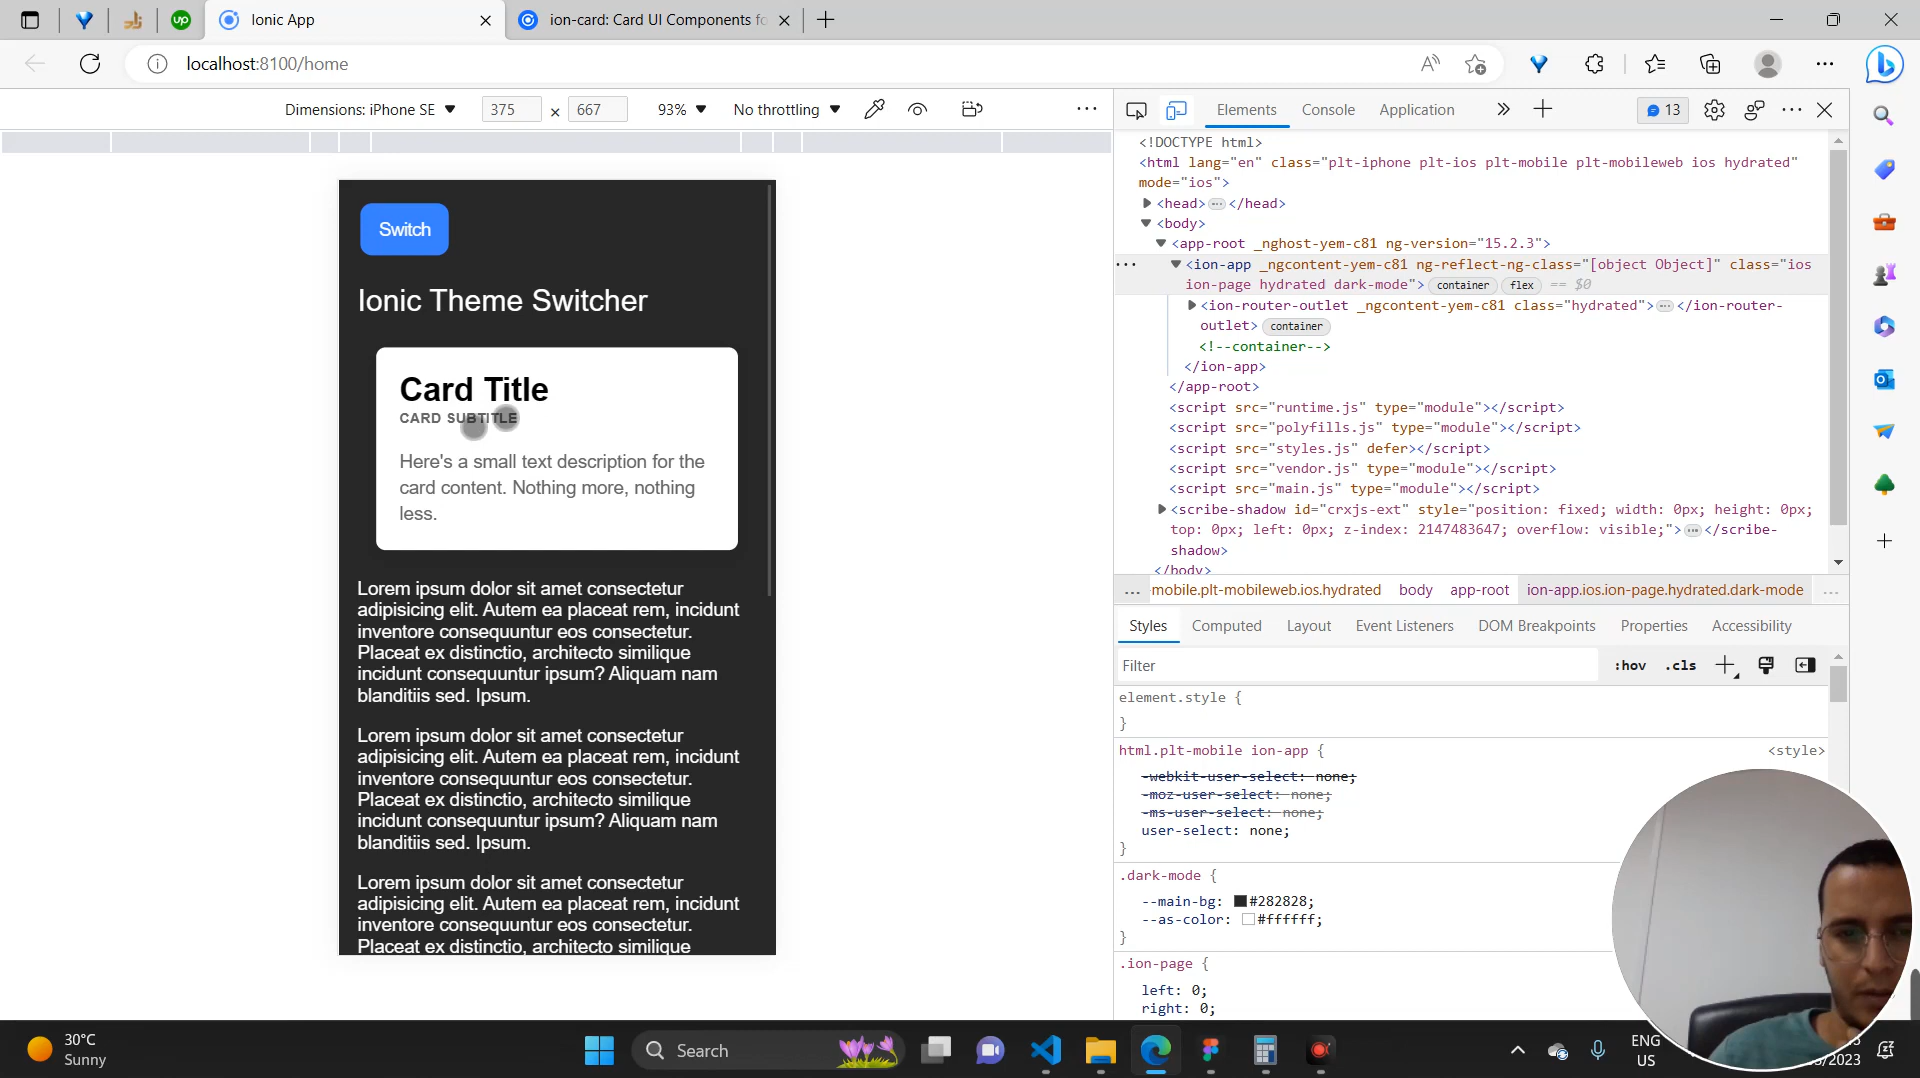 Ionic App
ion-card: Card UI Components fo
localhost:8100/home
Dimensions: iPhone SE
375
x
667
93%
No throttling
Elements
Console
Application
13
Switch
Ionic Theme Switcher
Card Title
CARD SUBTITLE
Here's a small text description for the
card content. Nothing more, nothing
less.
Lorem ipsum dolor sit amet consectetur
adipisicing elit. Autem ea placeat rem, incidunt
inventore consequuntur eos consectetur.
Placeat ex distinctio, architecto similique
incidunt consequuntur ipsum? Aliquam nam
blanditiis sed. Ipsum.
Lorem ipsum dolor sit amet consectetur
adipisicing elit. Autem ea placeat rem, incidunt
inventore consequuntur eos consectetur.
Placeat ex distinctio, architecto similique
incidunt consequuntur ipsum? Aliquam nam
blanditiis sed. Ipsum.
Lorem ipsum dolor sit amet consectetur
adipisicing elit. Autem ea placeat rem, incidunt
inventore consequuntur eos consectetur.
Placeat ex distinctio, architecto similique
<!DOCTYPE html>
<html lang="en" class="plt-iphone plt-ios plt-mobile plt-mobileweb ios hydrated"
mode="ios">
<head> … </head>
<body>
<app-root _nghost-yem-c81 ng-version="15.2.3">
<ion-app _ngcontent-yem-c81 ng-reflect-ng-class="[object Object]" class="ios
ion-page hydrated dark-mode"> container flex == $0
<ion-router-outlet _ngcontent-yem-c81 class="hydrated"> … </ion-router-
outlet> container
<!--container-->
</ion-app>
</app-root>
<script src="runtime.js" type="module"></script>
<script src="polyfills.js" type="module"></script>
<script src="styles.js" defer></script>
<script src="vendor.js" type="module"></script>
<script src="main.js" type="module"></script>
<scribe-shadow id="crxjs-ext" style="position: fixed; width: 0px; height: 0px;
top: 0px; left: 0px; z-index: 2147483647; overflow: visible;"> … </scribe-
shadow>
</body>
... -mobile.plt-mobileweb.ios.hydrated body app-root ion-app.ios.ion-page.hydrated.dark-mode ...
Styles
Computed
Layout
Event Listeners
DOM Breakpoints
Properties
Accessibility
Filter
:hov
.cls
element.style {
}
html.plt-mobile ion-app {
<style>
-webkit-user-select: none;
-moz-user-select: none;
-ms-user-select: none;
user-select: none;
}
.dark-mode {
--main-bg: #282828;
--as-color: #ffffff;
}
.ion-page {
left: 0;
right: 0;
30°C
Sunny
Search
ENG
US
/2023